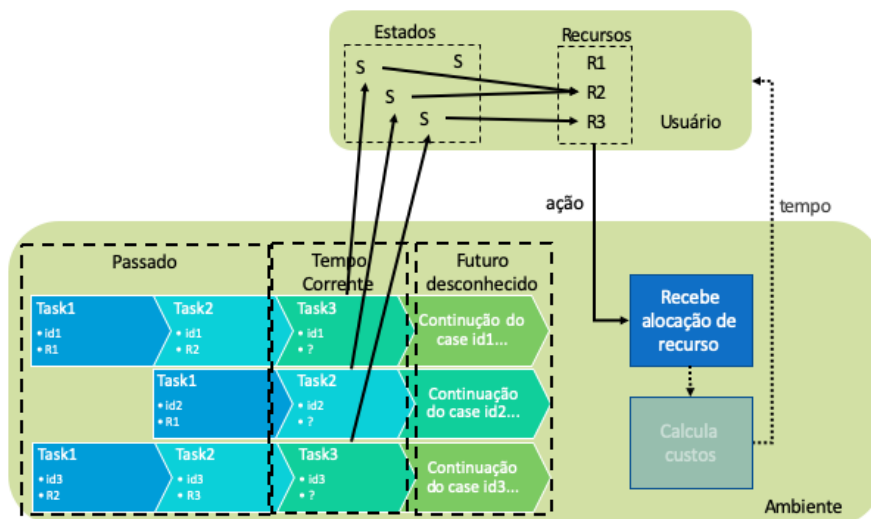 Estados
Recursos
S
S
S
S
R1
R2
R3
Usuário
ação
tempo
Passado
Tempo
Corrente
Futuro
desconhecido
Task1
• id1
• R1
Task2
• id1
• R2
Task3
• id1
• ?
Continução do
case id1...
Task1
• id2
• R1
Task2
• id2
• ?
Continuação
do case id2...
Task1
• id3
• R2
Task2
• id3
• R3
Task3
• id3
• ?
Continuação
do case id3...
Recebe
alocação de
recurso
Calcula
custos
Ambiente